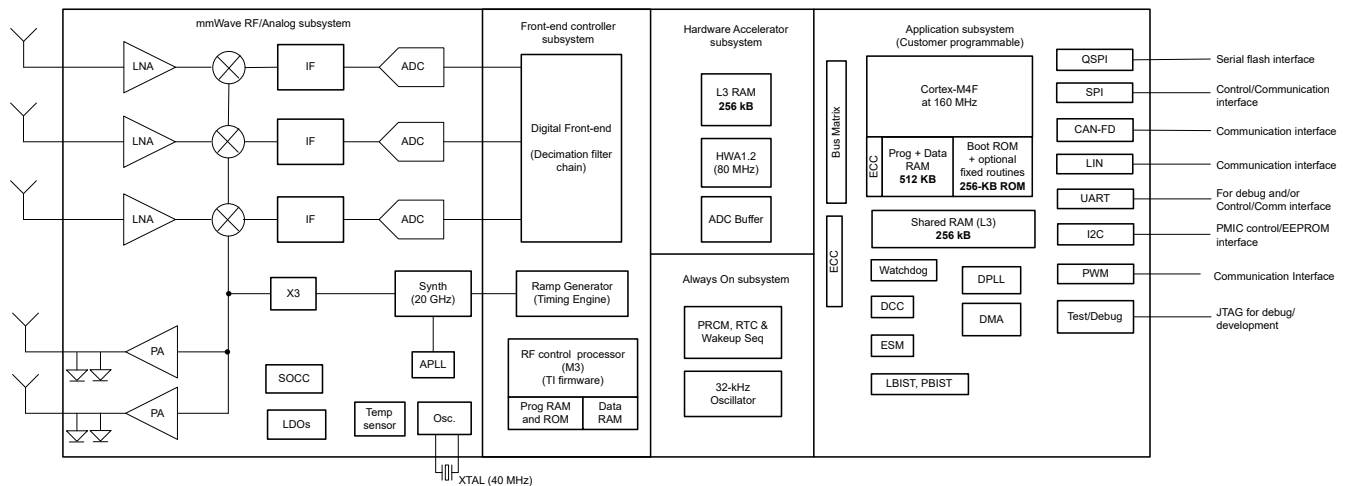 mmWave RF/Analog subsystem
LNA
IF
ADC
LNA
IF
ADC
LNA
IF
ADC
X3
Synth
(20 GHz)
PA
PA
APLL
SOCC
LDOs
Temp
sensor
Osc.
XTAL (40 MHz)
Front-end controller
subsystem
Digital Front-end
(Decimation filter
chain)
Ramp Generator
(Timing Engine)
RF control processor
(M3)
(TI firmware)
Prog RAM
and ROM
Data
RAM
Hardware Accelerator
subsystem
L3 RAM
256 kB
HWA1.2
(80 MHz)
ADC Buffer
Always On subsystem
PRCM, RTC &
Wakeup Seq
32-kHz
Oscillator
Application subsystem
(Customer programmable)
Bus Matrix
ECC
Cortex-M4F
at 160 MHz
ECC
Prog + Data
RAM
512 KB
Boot ROM
+ optional
fixed routines
256-KB ROM
Shared RAM (L3)
256 kB
Watchdog
DPLL
DCC
DMA
ESM
LBIST, PBIST
QSPI
Serial flash interface
SPI
Control/Communication
interface
CAN-FD
Communication interface
LIN
Communication interface
UART
For debug and/or
Control/Comm interface
I2C
PMIC control/EEPROM
interface
PWM
Communication Interface
Test/Debug
JTAG for debug/
development